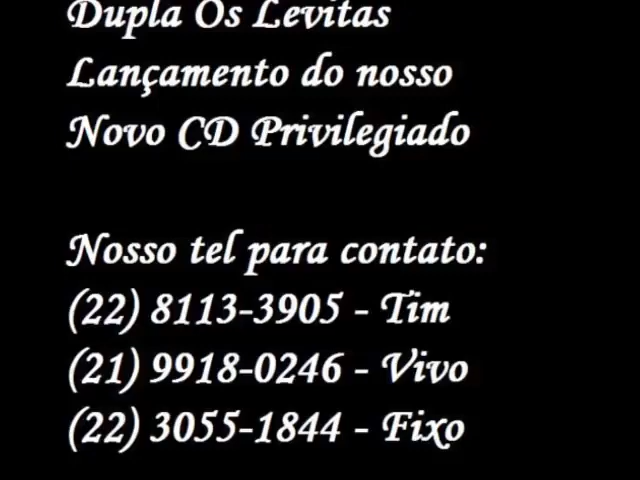 Dupla Os Levitas
Lançamento do nosso
Novo CD Privilegiado
Nosso tel para contato:
(22) 8113-3905 - Tim
(21) 9918-0246 - Vivo
(22) 3055-1844 - Fixo